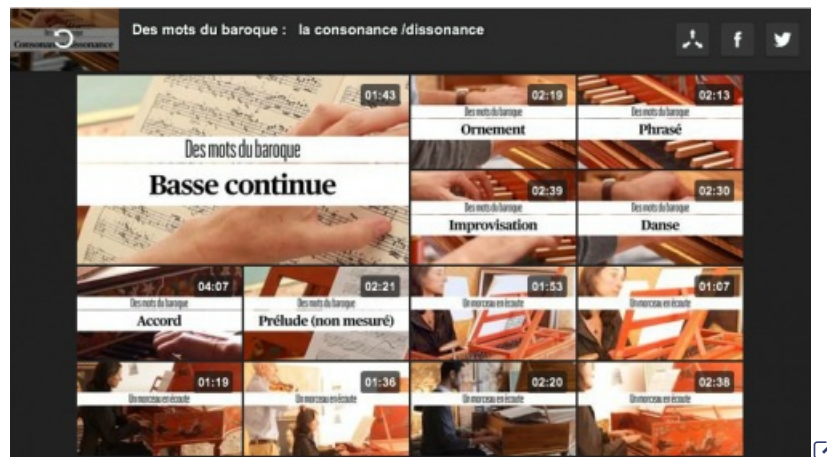 Des mots du baroque : la consonance /dissonance
01:43
Des mots du baroque
Basse continue
02:19
Des mots du baroque
Ornement
02:13
Des mots du baroque
Phrasé
02:39
Des mots du baroque
Improvisation
02:30
Des mots du baroque
Danse
04:07
Des mots du baroque
Accord
02:21
Des mots du baroque
Prélude (non mesuré)
01:53
Un morceau en écoute
01:07
Un morceau en écoute
01:19
Un morceau en écoute
01:36
Un morceau en écoute
02:20
Un morceau en écoute
02:38
Un morceau en écoute